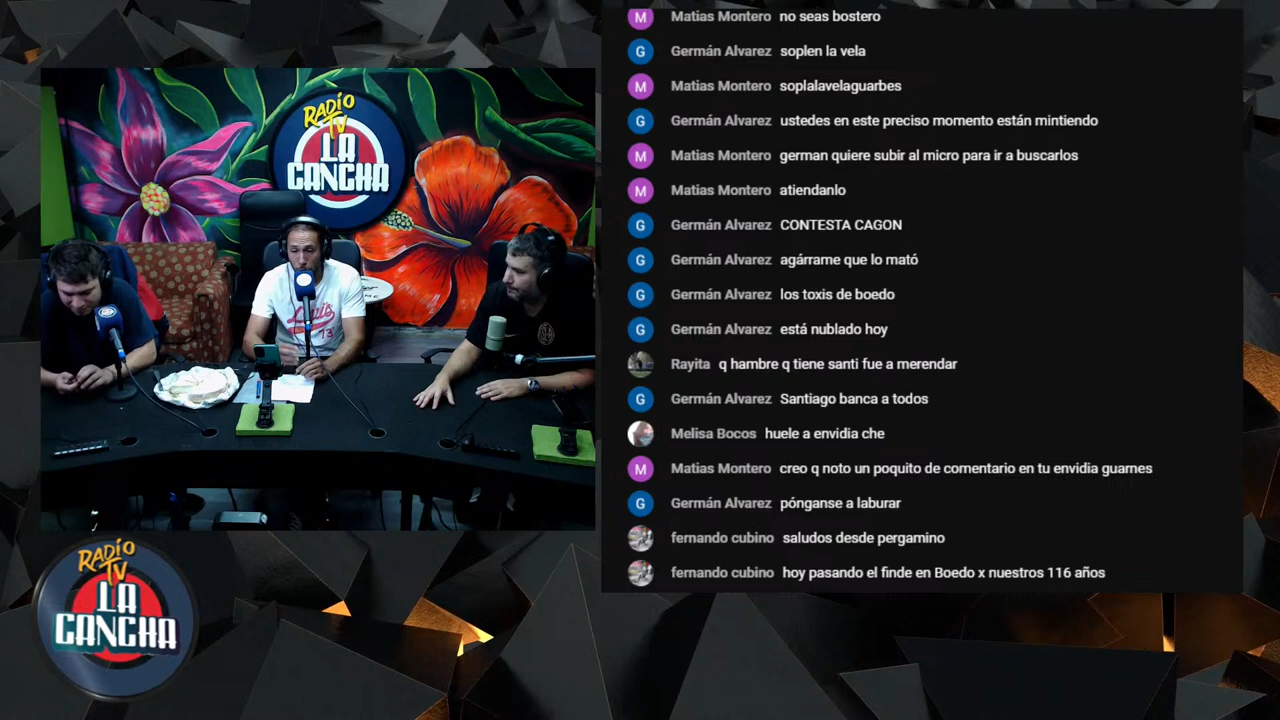 RADIO
TV
LA
CANCHA
Louis
73
Matias Montero no seas bostero
Germán Alvarez soplen la vela
Matias Montero soplalavelaguarbes
Germán Alvarez ustedes en este preciso momento están mintiendo
Matias Montero german quiere subir al micro para ir a buscarlos
Matias Montero atiendanlo
Germán Alvarez CONTESTA CAGON
Germán Alvarez agárrame que lo mató
Germán Alvarez los toxis de boedo
Germán Alvarez está nublado hoy
Rayita q hambre q tiene santi fue a merendar
Germán Alvarez Santiago banca a todos
Melisa Bocos huele a envidia che
Matias Montero creo q noto un poquito de comentario en tu envidia guarnes
Germán Alvarez pónganse a laburar
fernando cubino saludos desde pergamino
fernando cubino hoy pasando el finde en Boedo x nuestros 116 años
RADIO
TV
LA
CANCHA